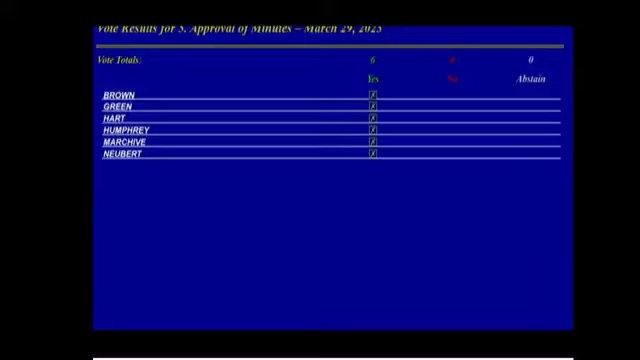 Vote Results for 5. Approval of Minutes – March 29, 2023
Vote Totals: 6 0 0
Yes No Abstain
BROWN
GREEN
HART
HUMPHREY
MARCHIVE
NEUBERT